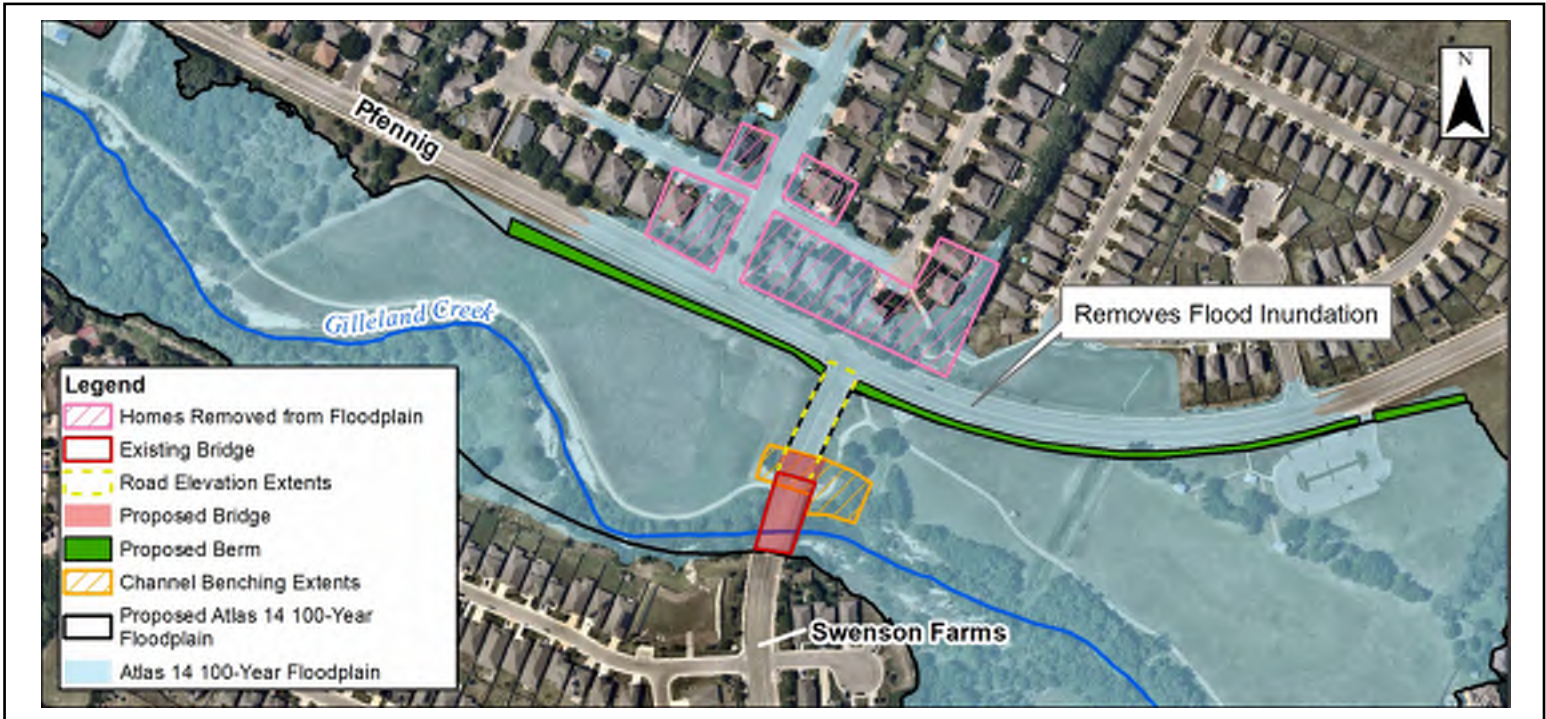 N
Pfennig
Gilleland Creek
Removes Flood Inundation
Legend
Homes Removed from Floodplain
Existing Bridge
Road Elevation Extents
Proposed Bridge
Proposed Berm
Channel Benching Extents
Proposed Atlas 14 100-Year
Floodplain
Atlas 14 100-Year Floodplain
Swenson Farms